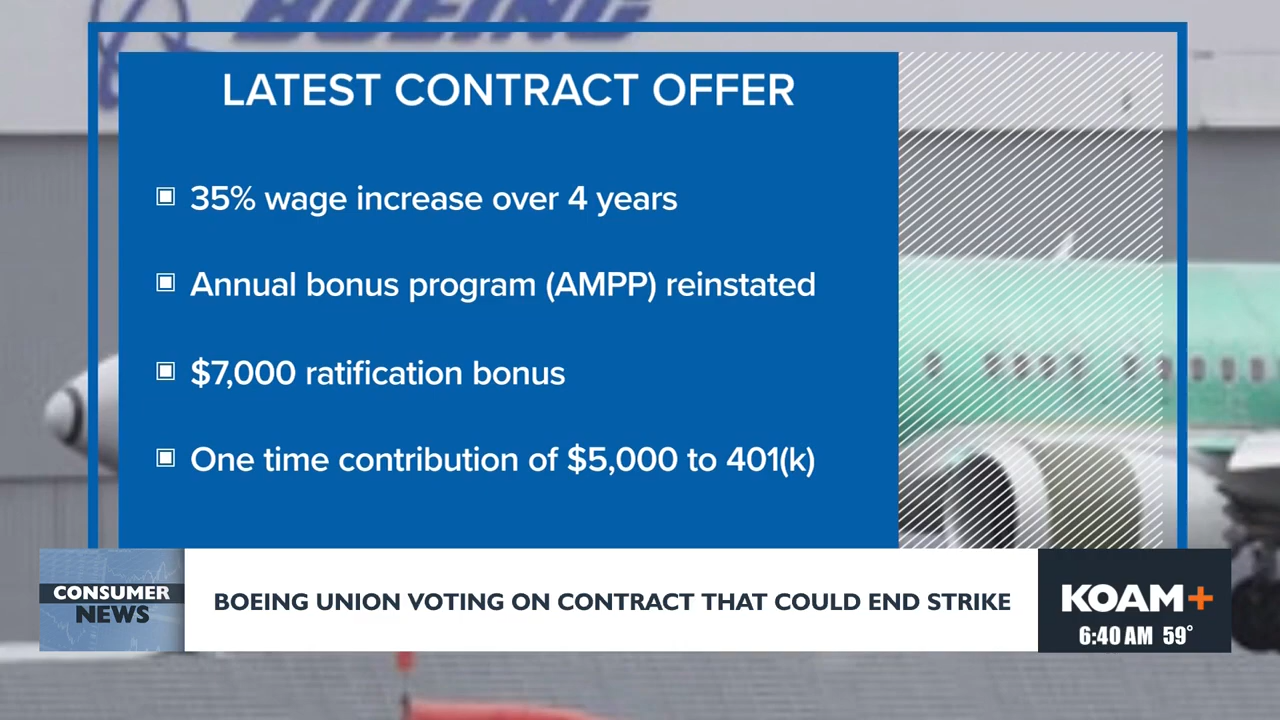 BOEING
LATEST CONTRACT OFFER
35% wage increase over 4 years
Annual bonus program (AMPP) reinstated
$7,000 ratification bonus
One time contribution of $5,000 to 401(k)
CONSUMER
NEWS
BOEING UNION VOTING ON CONTRACT THAT COULD END STRIKE
KOAM+
6:40 AM 59°